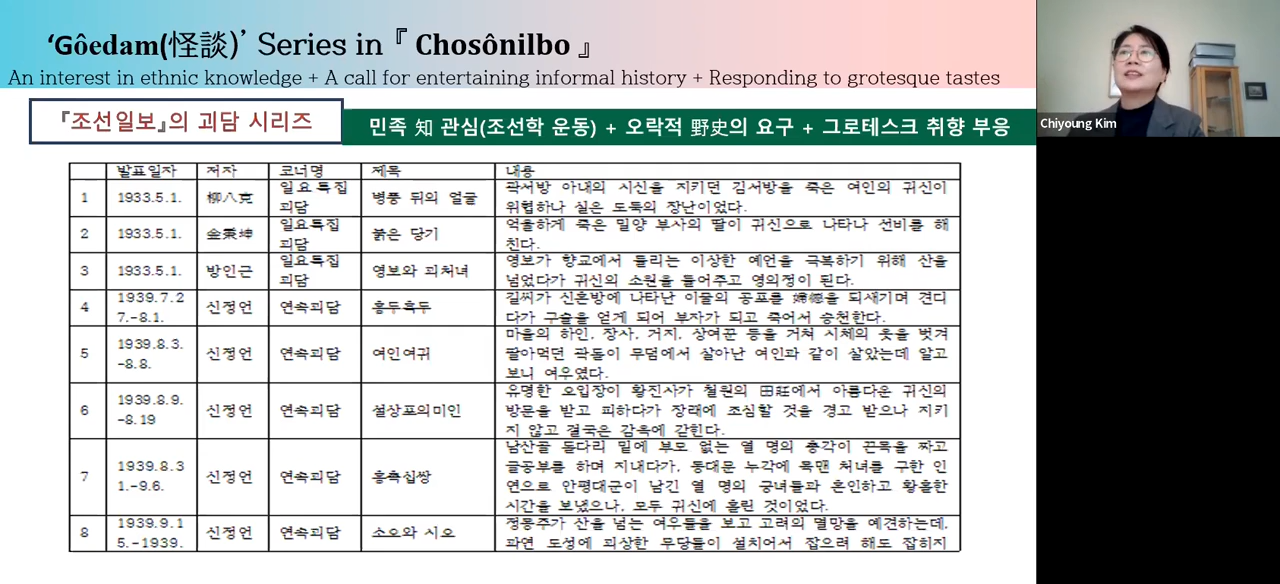 ‘Gôedam(怪談)’ Series in『 Chosônilbo 』
An interest in ethnic knowledge + A call for entertaining informal history + Responding to grotesque tastes
『조선일보』의 괴담 시리즈
민족 知 관심(조선학 운동) + 오락적 野史의 요구 + 그로테스크 취향 부응
Chiyoung Kim
발표일자 저자 코너명 제목 내용
1 1933.5.1. 柳八克 일요특집 괴담 병풍 뒤의 얼굴 곽서방 아내의 시신을 지키던 김서방을 죽은 여인의 귀신이
위협하나 실은 도둑의 장난이었다.
2 1933.5.1. 金秉坤 일요특집 괴담 붉은 당기 억울하게 죽은 밀양 부사의 딸이 귀신으로 나타나 선비를 해
친다.
3 1933.5.1. 방인근 일요특집 괴담 영보와 괴처녀 영보가 향교에서 들리는 이상한 예언을 극복하기 위해 산을
넘었다가 귀신의 소원을 들어주고 영의정이 된다.
4 1939.7.2 7.-8.1. 신정언 연속괴담 홍두흑두 길씨가 신혼방에 나타난 이물의 공포를 되새기며 견디
다가 구술을 얻게 되어 부자가 되고 죽어서 승천한다.
5 1939.8.3. -8.8. 신정언 연속괴담 여인여귀 마을의 하인, 장사, 거지, 상여꾼 등을 거쳐 시체의 옷을 벗겨
팔아먹던 곽돌이 무덤에서 살아난 여인과 같이 살았는데 알고
보니 여우였다.
6 1939.8.9. -8.19 신정언 연속괴담 설상포의미인 유명한 오입장이 황진사가 철원의 田莊에서 아름다운 귀신의
방문을 받고 피하다가 장래에 조심할 것을 경고 받으나 지키
지 않고 결국은 감옥에 갇힌다.
7 1939.8.3 1.-9.6. 신정언 연속괴담 홍촉십쌍 남산골 돌다리 밑에 부모 없는 열 명의 총각이 끈목을 짜고
글공부를 하며 지내다가, 동대문 누각에 목맨 처녀를 구한 인
연으로 안평대군이 남긴 열 명의 궁녀들과 혼인하고 황홀한
시간을 보냈으나, 모두 귀신에 홀린 것이었다.
8 1939.9.1 5.-1939. 신정언 연속괴담 소오와 시오 정몽주가 산을 넘는 여우들을 보고 고려의 멸망을 예견하는데,
과연 도성에 괴상한 무당들이 설치어서 잡으려 해도 잡히지